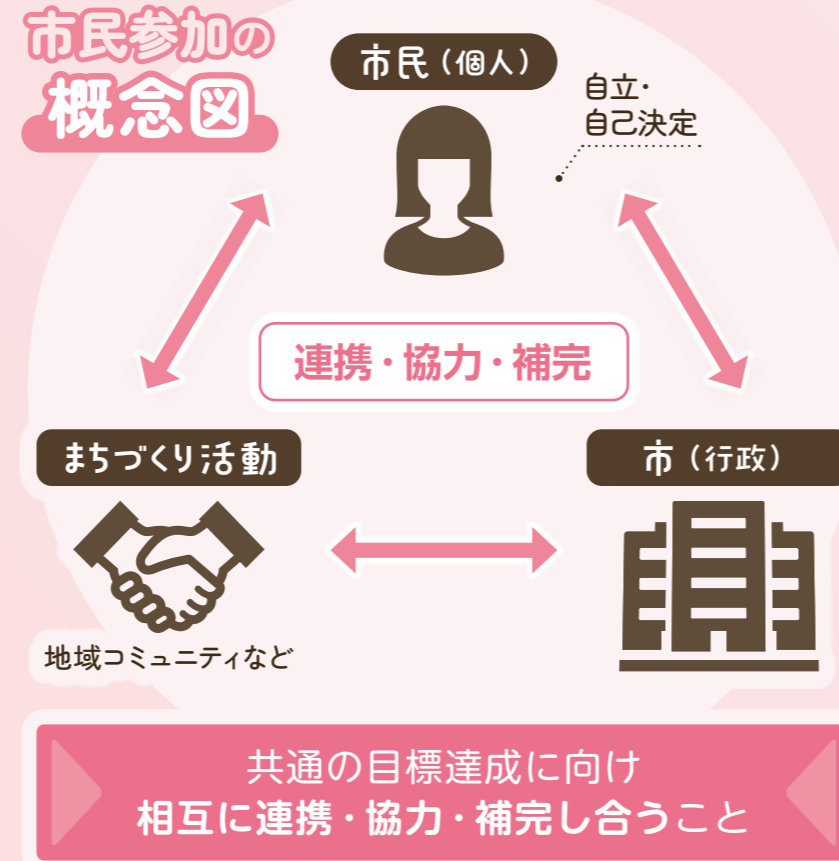 市民参加の
概念図
市民（個人）
自立・
自己決定
連携・協力・補完
まちづくり活動
市（行政）
地域コミュニティなど
共通の目標達成に向け
相互に連携・協力・補完し合うこと